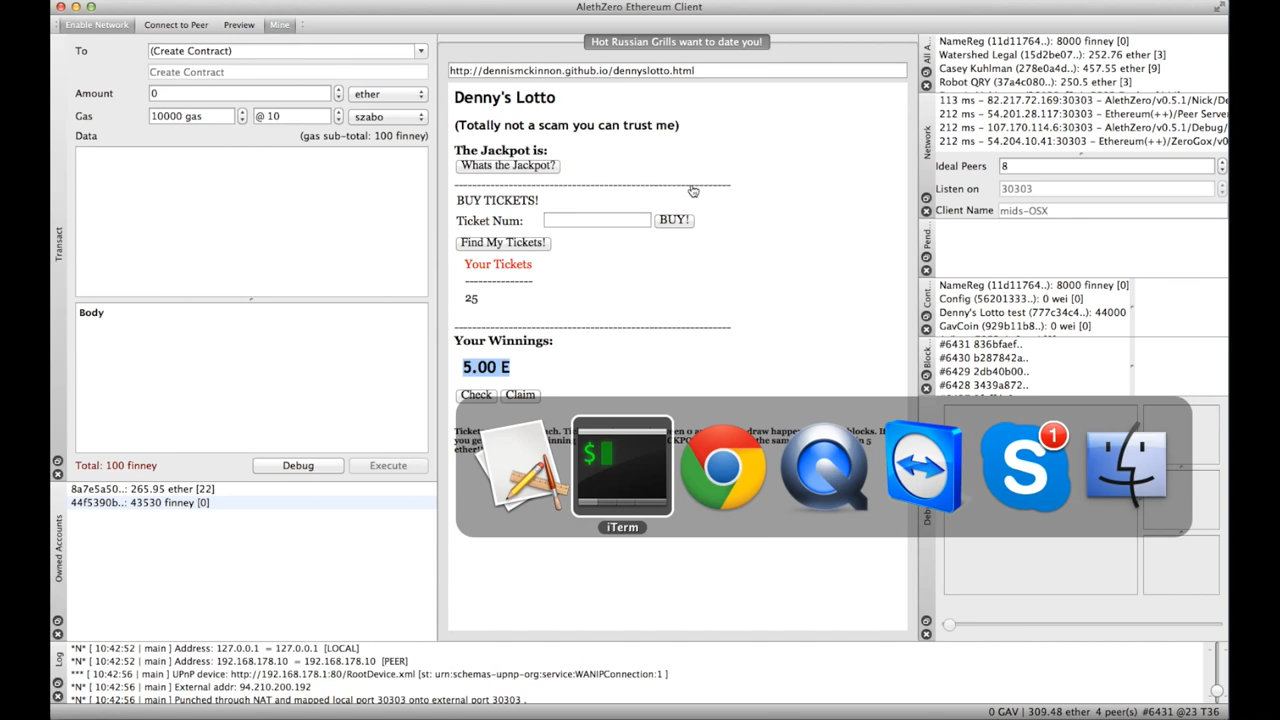 AlethZero Ethereum Client
Enable Network
Connect to Peer
Preview
Mine
To
(Create Contract)
Create Contract
Amount
0
ether
Gas
10000 gas
@ 10
szabo
Data
(gas sub-total: 100 finney)
Transact
Body
Total: 100 finney
Debug
Execute
8a7e5a50..: 265.95 ether [22]
44f5390b..: 43530 finney [0]
Owned Accounts
Hot Russian Grills want to date you!
http://dennismckinnon.github.io/dennyslotto.html
Denny's Lotto
(Totally not a scam you can trust me)
The Jackpot is:
Whats the Jackpot?
BUY TICKETS!
Ticket Num:
BUY!
Find My Tickets!
Your Tickets
---------------
25
Your Winnings:
5.00 E
Check
Claim
$
1
iTerm
All A
NameReg (11d11764..): 8000 finney [0]
Watershed Legal (15d2be07..): 252.76 ether [3]
Casey Kuhlman (278e0a4d..): 457.55 ether [9]
Robot QRY (37a4c080..): 250.5 ether [3]
Network
113 ms - 82.217.72.169:30303 - AlethZero/v0.5.1/Nick/De
212 ms - 54.201.28.117:30303 - Ethereum(++)/Peer Server
212 ms - 107.170.114.6:30303 - AlethZero/v0.5.1/Debug/
212 ms - 54.204.10.41:30303 - Ethereum(++)/ZeroGox/v
Ideal Peers
8
Listen on
30303
Client Name
mids-OSX
Pend
Cont
NameReg (11d11764..): 8000 finney [0]
Config (56201333..): 0 wei [0]
Denny's Lotto test (777c34c4..): 44000
GavCoin (929b11b8..): 0 wei [0]
Block
#6431 836bfaef..
#6430 b287842a..
#6429 2db40b00..
#6428 3439a872..
Log
*N* [ 10:42:52 | main ] Address: 127.0.0.1 = 127.0.0.1 [LOCAL]
*N* [ 10:42:52 | main ] Address: 192.168.178.10 = 192.168.178.10 [PEER]
*** [ 10:42:56 | main ] UPnP device: http://192.168.178.1:80/RootDevice.xml [st: urn:schemas-upnp-org:service:WANIPConnection:1 ]
*N* [ 10:42:56 | main ] External addr: 94.210.200.192
*N* [ 10:42:56 | main ] Punched through NAT and mapped local port 30303 onto external port 30303 .
0 GAV | 309.48 ether 4 peer(s) #6431 @23 T36